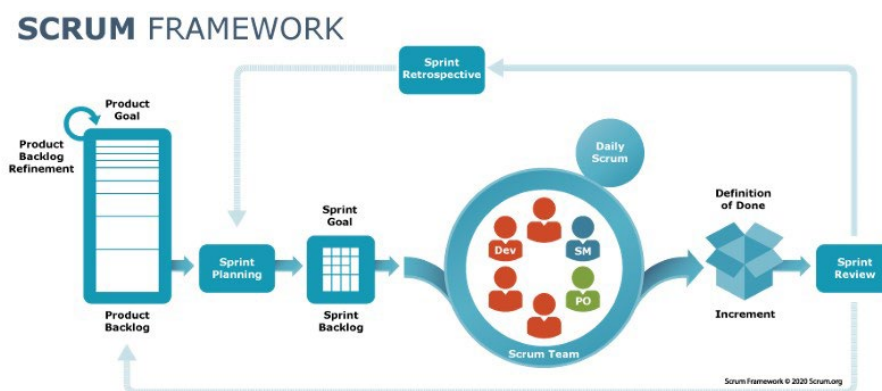 SCRUM FRAMEWORK
Sprint
Retrospective
Product
Goal
Product
Backlog
Refinement
Daily
Scrum
Definition
of Done
Sprint
Goal
Dev
SM
Sprint
Planning
Sprint
Review
PO
Product
Backlog
Sprint
Backlog
Increment
Scrum Team
Scrum Framework © 2020 Scrum.org